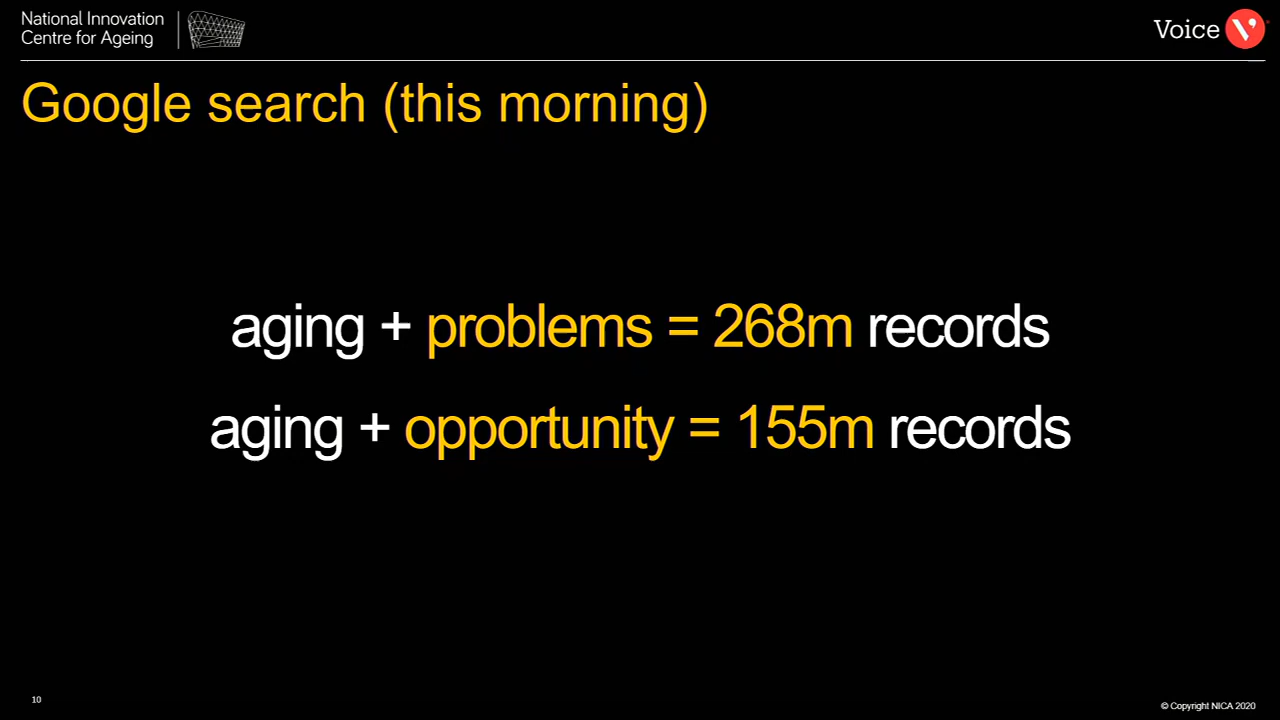 National Innovation
Centre for Ageing
Voice
Google search (this morning)
aging + problems = 268m records
aging + opportunity = 155m records
10
© Copyright NICA 2020